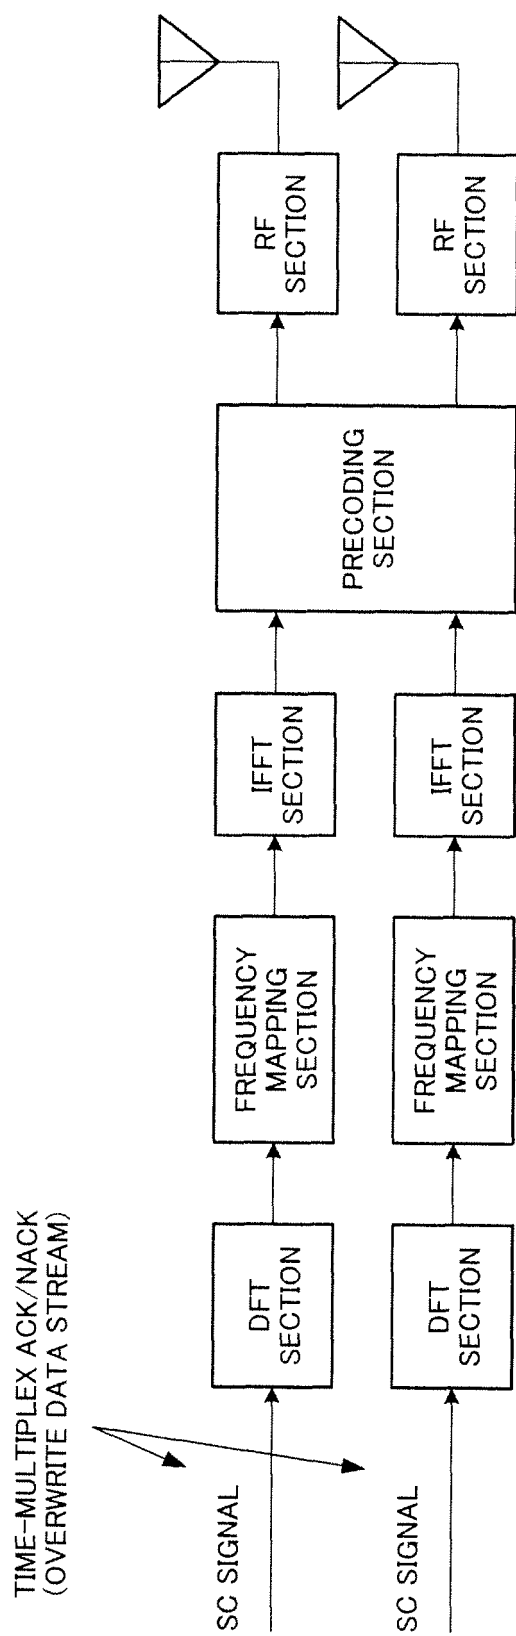 TIME-MULTIPLEX ACK/NACK
(OVERWRITE DATA STREAM)
SC SIGNAL
DFT
SECTION
FREQUENCY
MAPPING
SECTION
IFFT
SECTION
PRECODING
SECTION
RF
SECTION
SC SIGNAL
DFT
SECTION
FREQUENCY
MAPPING
SECTION
IFFT
SECTION
RF
SECTION